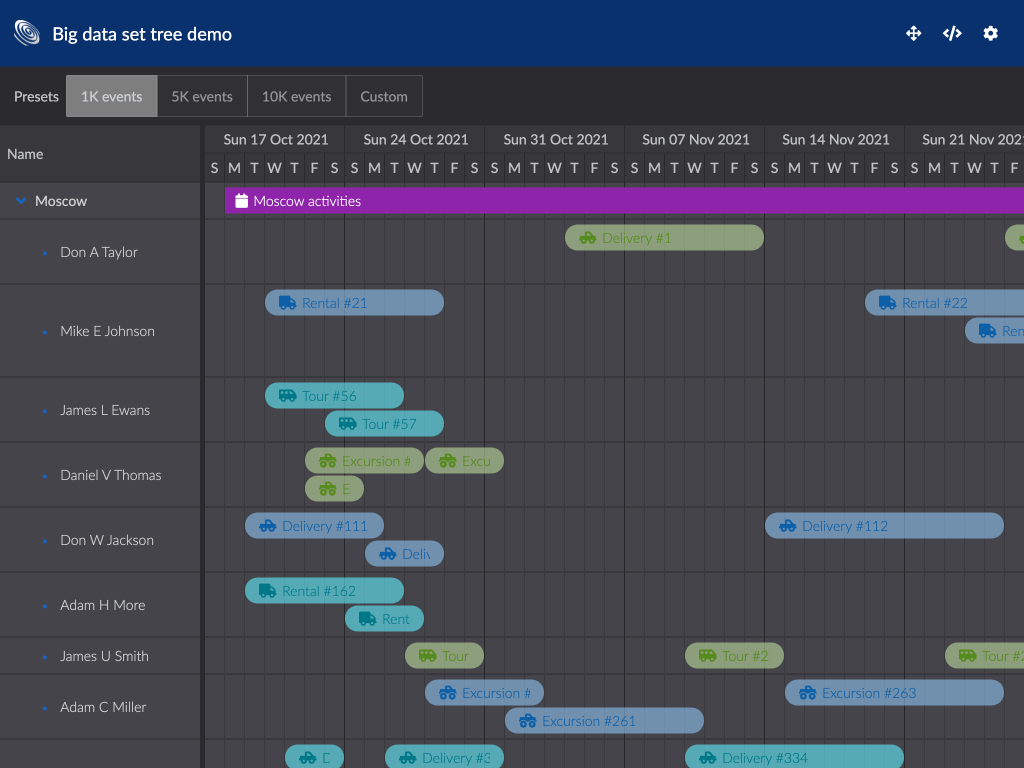 Big data set tree demo
Presets 1K events 5K events 10K events Custom
Name
Sun 17 Oct 2021 Sun 24 Oct 2021 Sun 31 Oct 2021 Sun 07 Nov 2021 Sun 14 Nov 2021 Sun 21 Nov 202
S M T W T F S S M T W T F S S M T W T F S S M T W T F S S M T W T F S S M T W T F
Moscow Moscow activities
Don A Taylor Delivery #1
Mike E Johnson Rental #21 Rental #22
Ren
James L Ewans Tour #56
Tour #57
Daniel V Thomas Excursion # Excu
E
Don W Jackson Delivery #111 Delivery #112
Deliv
Adam H More Rental #162
Rent
James U Smith Tour Tour #2 Tour #2
Adam C Miller Excursion # Excursion #263
Excursion #261
D Delivery #3 Delivery #334